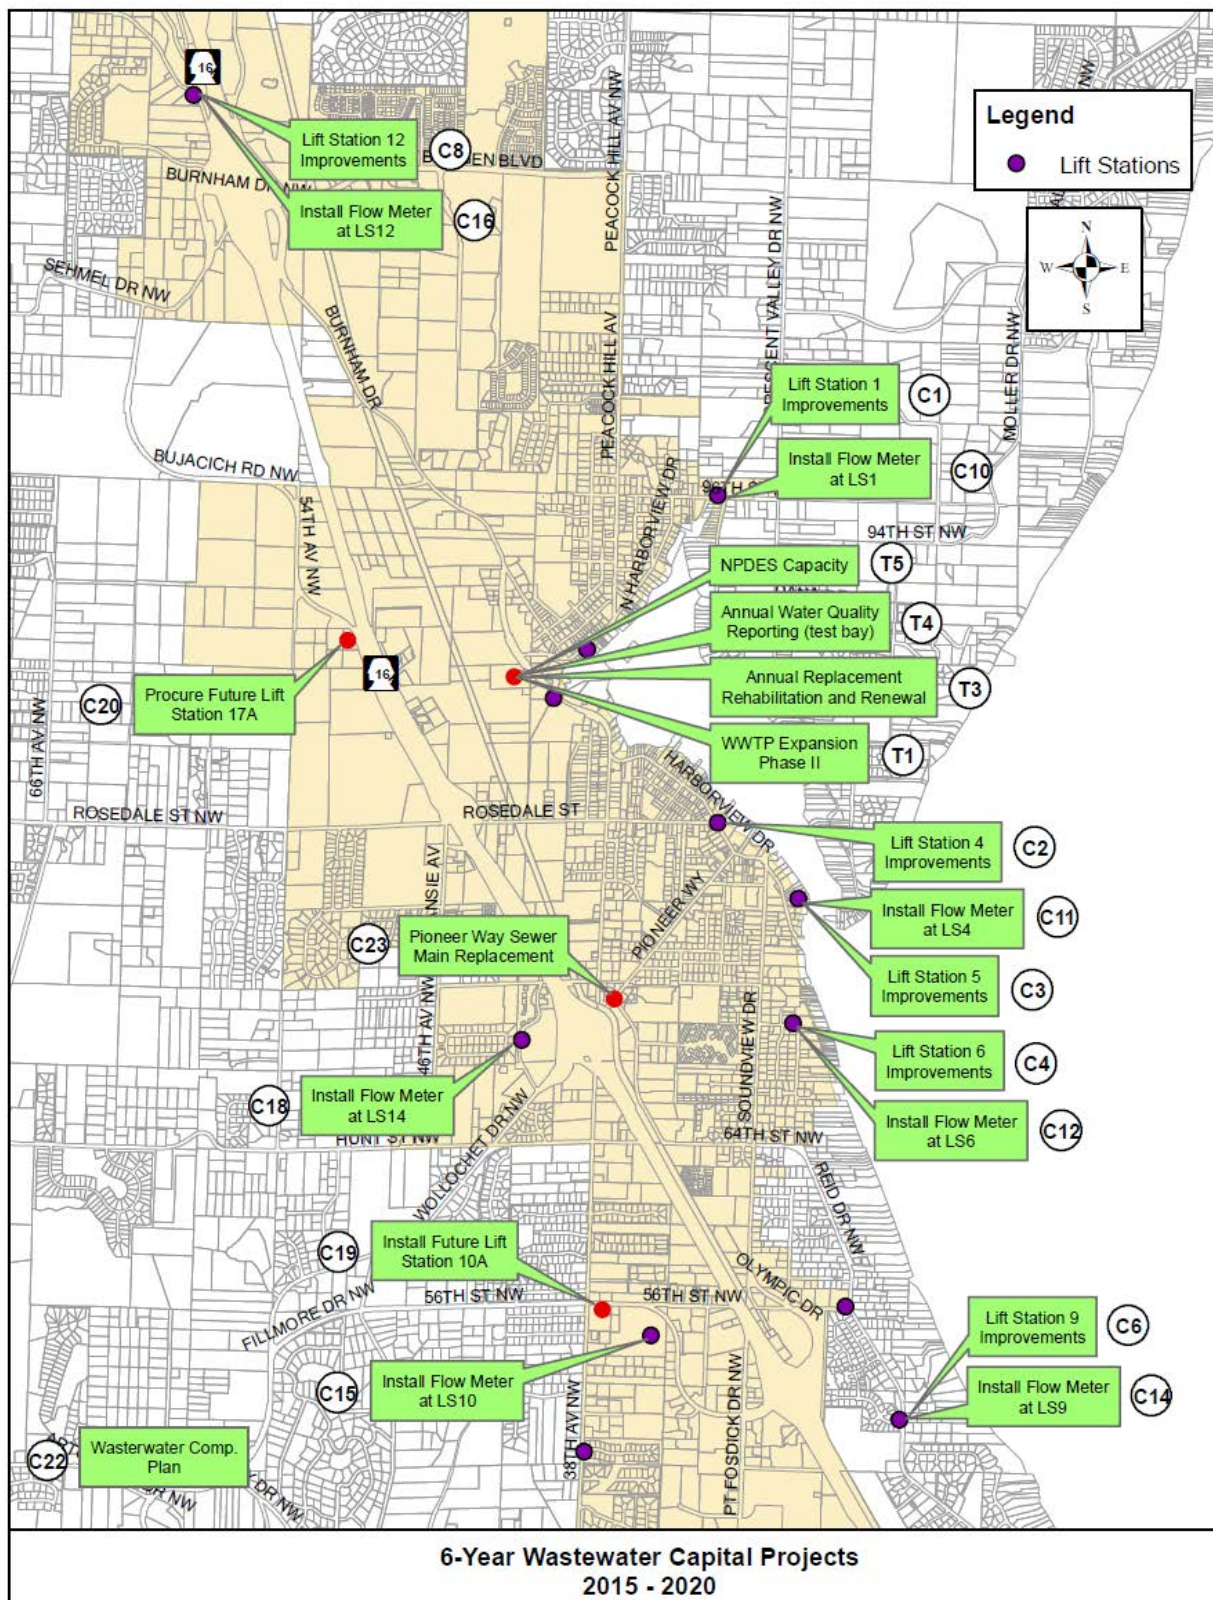 16
Legend
Lift Stations
N
W
E
S
Lift Station 12
Improvements
C8
BURNHAM DR NW
Install Flow Meter
at LS12
C16
PEACOCK HILL AV NW
SEHMEL DR NW
BURNHAM DR
PEACOCK HILL AV
MOLLER DR NW
Lift Station 1
Improvements
C1
Install Flow Meter
at LS1
C10
BUJACICH RD NW
54TH AV NW
N HARBORVIEW DR
94TH ST NW
NPDES Capacity
T5
Annual Water Quality
Reporting (test bay)
T4
Annual Replacement
Rehabilitation and Renewal
T3
WWTP Expansion
Phase II
T1
16
C20
Procure Future Lift
Station 17A
66TH AV NW
HARBORVIEW DR
ROSEDALE ST NW
ROSEDALE ST
Lift Station 4
Improvements
C2
Install Flow Meter
at LS4
C11
Lift Station 5
Improvements
C3
Lift Station 6
Improvements
C4
Install Flow Meter
at LS6
C12
C23
Pioneer Way Sewer
Main Replacement
PIONEER WY
46TH AV NW
SOUNDVIEW DR
C18
Install Flow Meter
at LS14
HUNT ST NW
64TH ST NW
WOLLOCHET DR NW
REID DR NW
C19
Install Future Lift
Station 10A
OLYMPIC DR
56TH ST NW
56TH ST NW
FILLMORE DR NW
Lift Station 9
Improvements
C6
Install Flow Meter
at LS9
C14
C15
Install Flow Meter
at LS10
38TH AV NW
PT FOSDICK DR NW
C22
Wasterwater Comp.
Plan
DR NW
DR NW
6-Year Wastewater Capital Projects
2015 - 2020